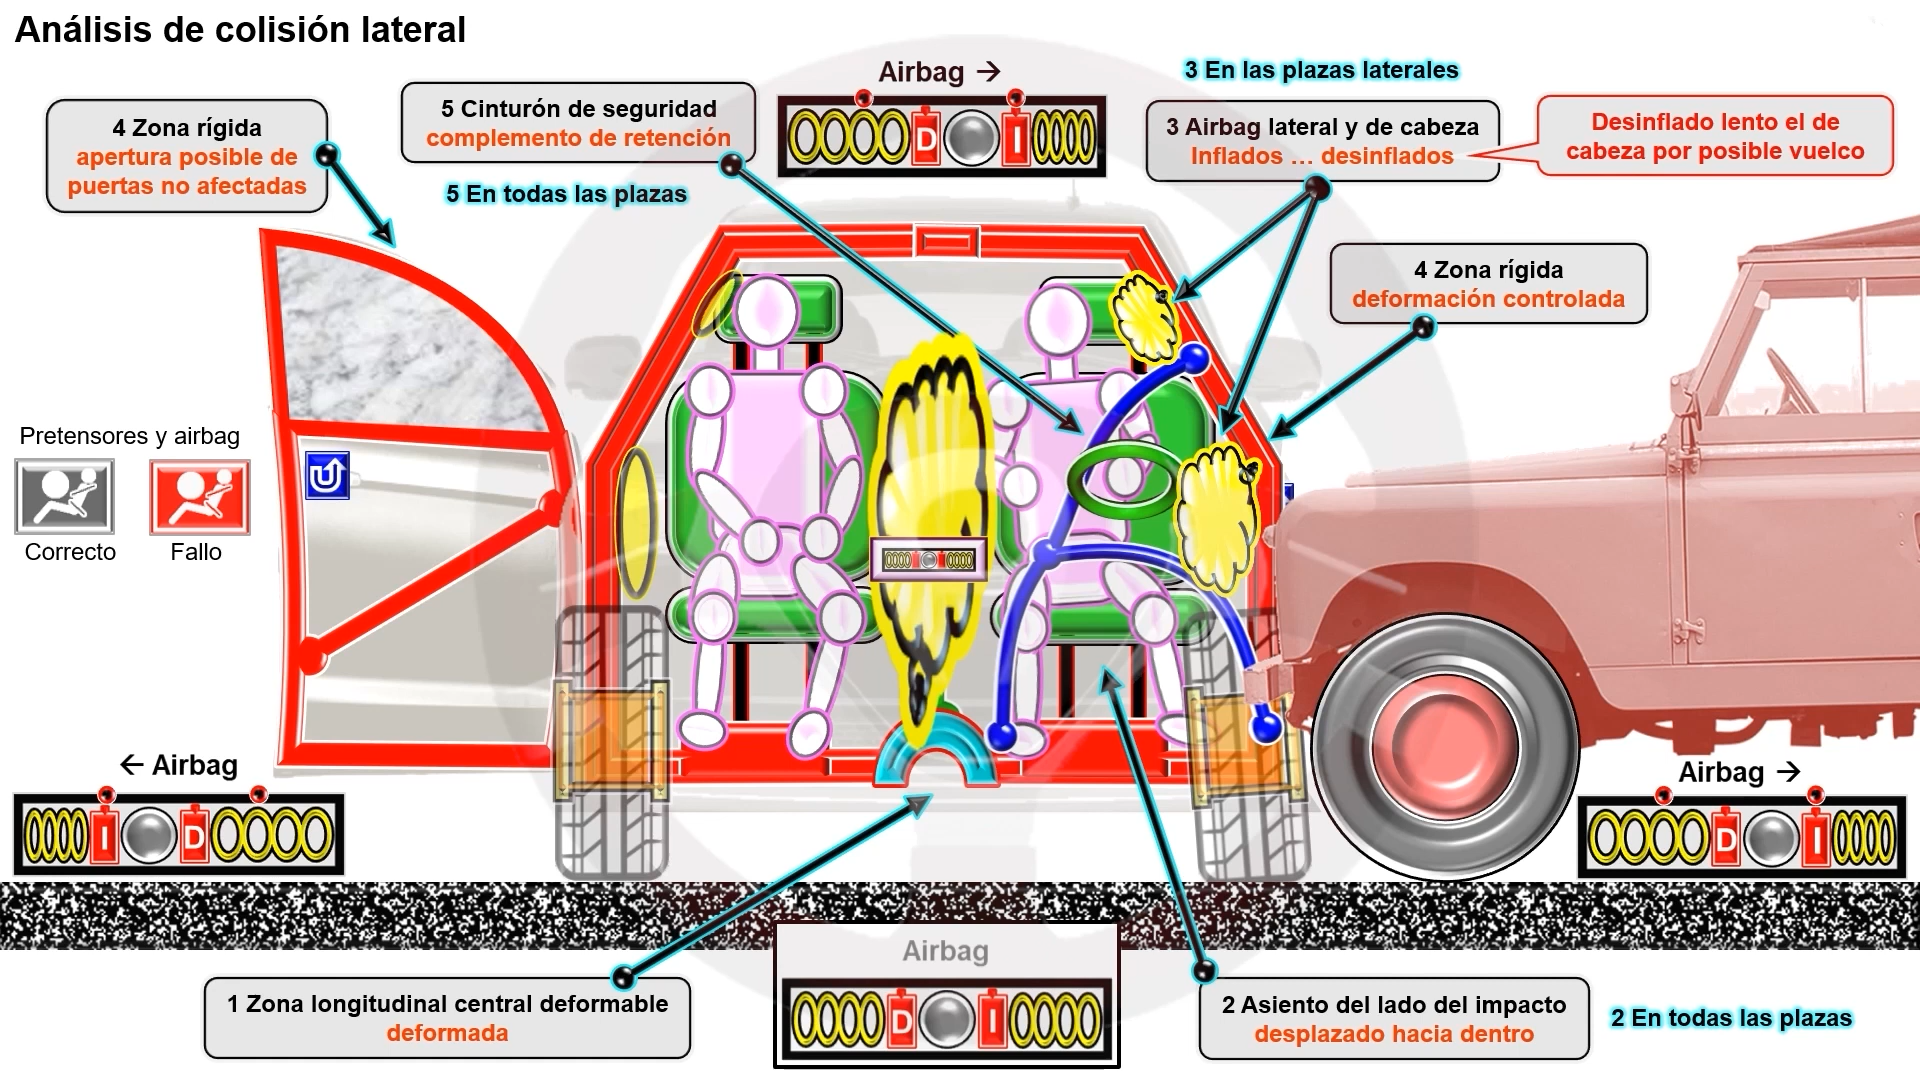 Análisis de colisión lateral
4 Zona rígida
apertura posible de
puertas no afectadas
5 Cinturón de seguridad
complemento de retención
5 En todas las plazas
Airbag →
D I
3 En las plazas laterales
3 Airbag lateral y de cabeza
Inflados … desinflados
Desinflado lento el de
cabeza por posible vuelco
4 Zona rígida
deformación controlada
Pretensores y airbag
Correcto
Fallo
← Airbag
I D
Airbag →
D I
Airbag
D I
1 Zona longitudinal central deformable
deformada
2 Asiento del lado del impacto
desplazado hacia dentro
2 En todas las plazas